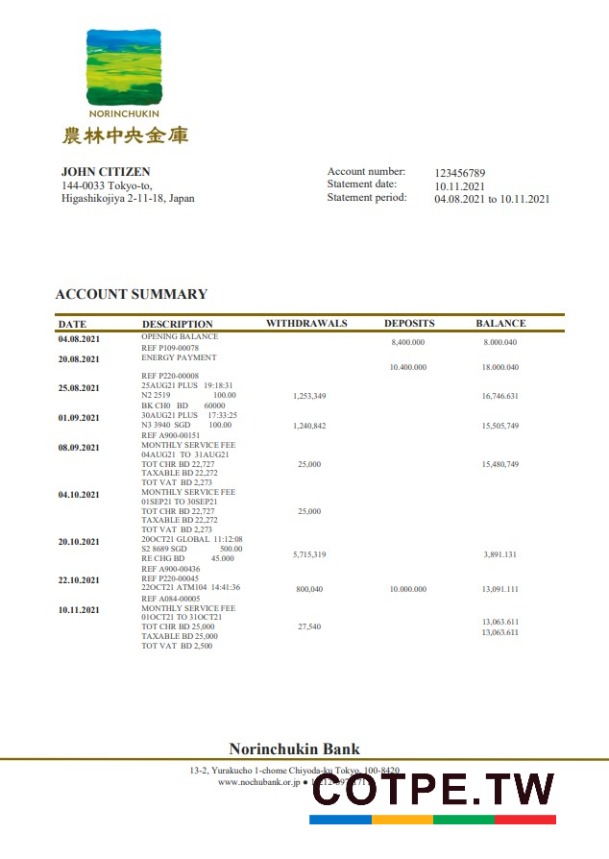 NORINCHUKIN
農林中央金庫
JOHN CITIZEN
144-0033 Tokyo-to,
Higashikojiya 2-11-18, Japan
Account number: 123456789
Statement date: 10.11.2021
Statement period: 04.08.2021 to 10.11.2021
ACCOUNT SUMMARY
DATE DESCRIPTION WITHDRAWALS DEPOSITS BALANCE
04.08.2021 OPENING BALANCE 8,400.000 8.000.040
REF P109-00078
20.08.2021 ENERGY PAYMENT
10.400.000 18.000.040
REF P220-00008
25.08.2021 25AUG21 PLUS 19:18:31
N2 2519 100.00 1,253,349 16,746.631
BK CH0 BD 60000
01.09.2021 30AUG21 PLUS 17:33:25
N3 3940 SGD 100.00 1,240,842 15,505,749
REF A900-00151
08.09.2021 MONTHLY SERVICE FEE
04AUG21 TO 31AUG21
TOT CHR BD 22,727 25,000 15,480,749
TAXABLE BD 22,272
TOT VAT BD 2,273
04.10.2021 MONTHLY SERVICE FEE
01SEP21 TO 30SEP21
TOT CHR BD 22,727 25,000
TAXABLE BD 22,272
TOT VAT BD 2,273
20.10.2021 20OCT21 GLOBAL 11:12:08
S2 8689 SGD 500.00
RE CHG BD 45.000 5,715,319 3,891.131
REF A900-00436
22.10.2021 REF P220-00045
22OCT21 ATM104 14:41:36 800,040 10.000.000 13,091.111
REF A084-00005
10.11.2021 MONTHLY SERVICE FEE
01OCT21 TO 31OCT21 13,063.611
TOT CHR BD 25,000 27,540
TAXABLE BD 25,000 13,063.611
TOT VAT BD 2,500
Norinchukin Bank
13-2, Yurakucho 1-chome Chiyoda-ku Tokyo, 100-8420
www.nochubank.or.jp ●
COTPE.TW